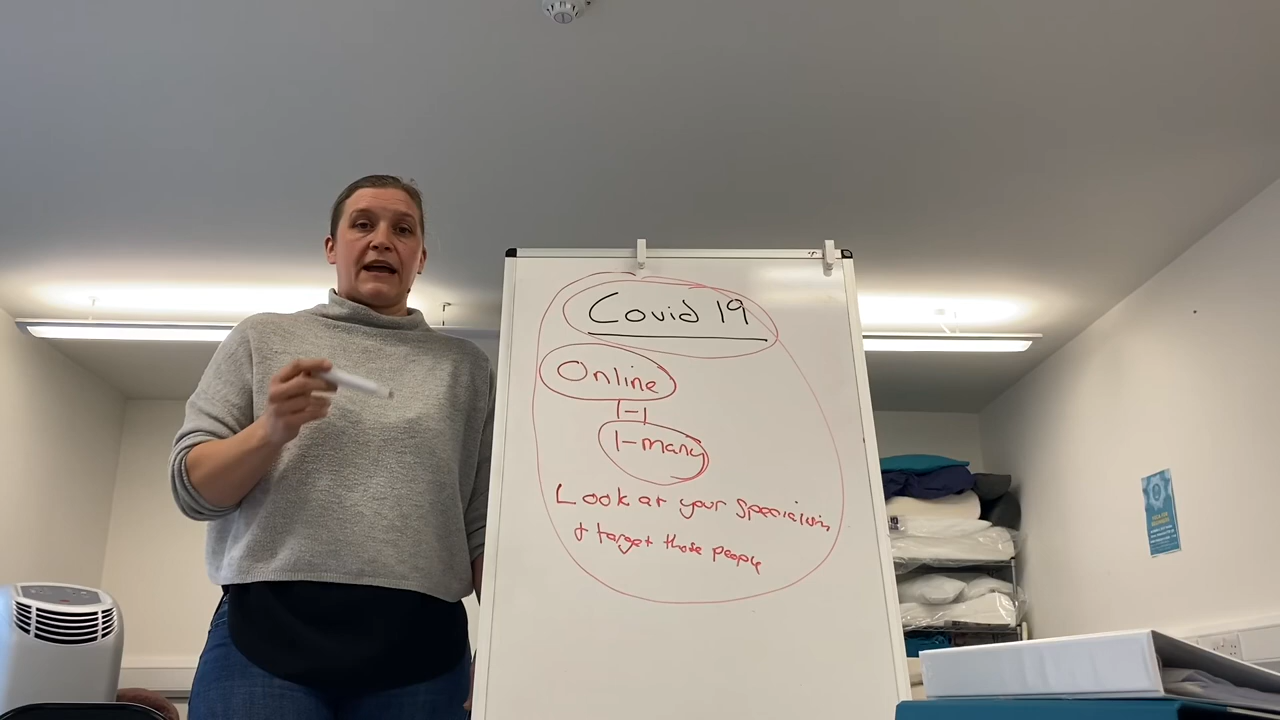 Covid 19
Online
1-1
1-many
Look at your specialism
& target those people